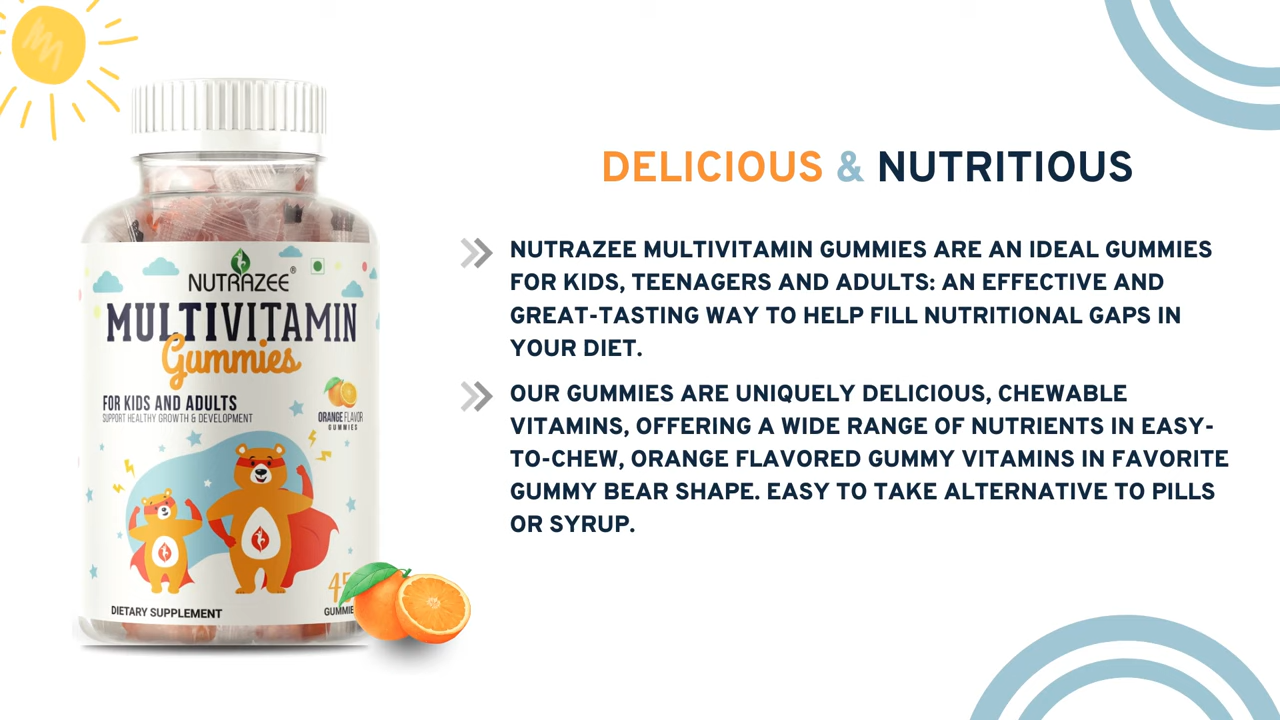 NUTRAZEE®
MULTIVITAMIN
Gummies
FOR KIDS AND ADULTS
SUPPORT HEALTHY GROWTH & DEVELOPMENT
ORANGE FLAVOR
GUMMIES
45
GUMMIE
DIETARY SUPPLEMENT
DELICIOUS & NUTRITIOUS
NUTRAZEE MULTIVITAMIN GUMMIES ARE AN IDEAL GUMMIES
FOR KIDS, TEENAGERS AND ADULTS: AN EFFECTIVE AND
GREAT-TASTING WAY TO HELP FILL NUTRITIONAL GAPS IN
YOUR DIET.
OUR GUMMIES ARE UNIQUELY DELICIOUS, CHEWABLE
VITAMINS, OFFERING A WIDE RANGE OF NUTRIENTS IN EASY-
TO-CHEW, ORANGE FLAVORED GUMMY VITAMINS IN FAVORITE
GUMMY BEAR SHAPE. EASY TO TAKE ALTERNATIVE TO PILLS
OR SYRUP.